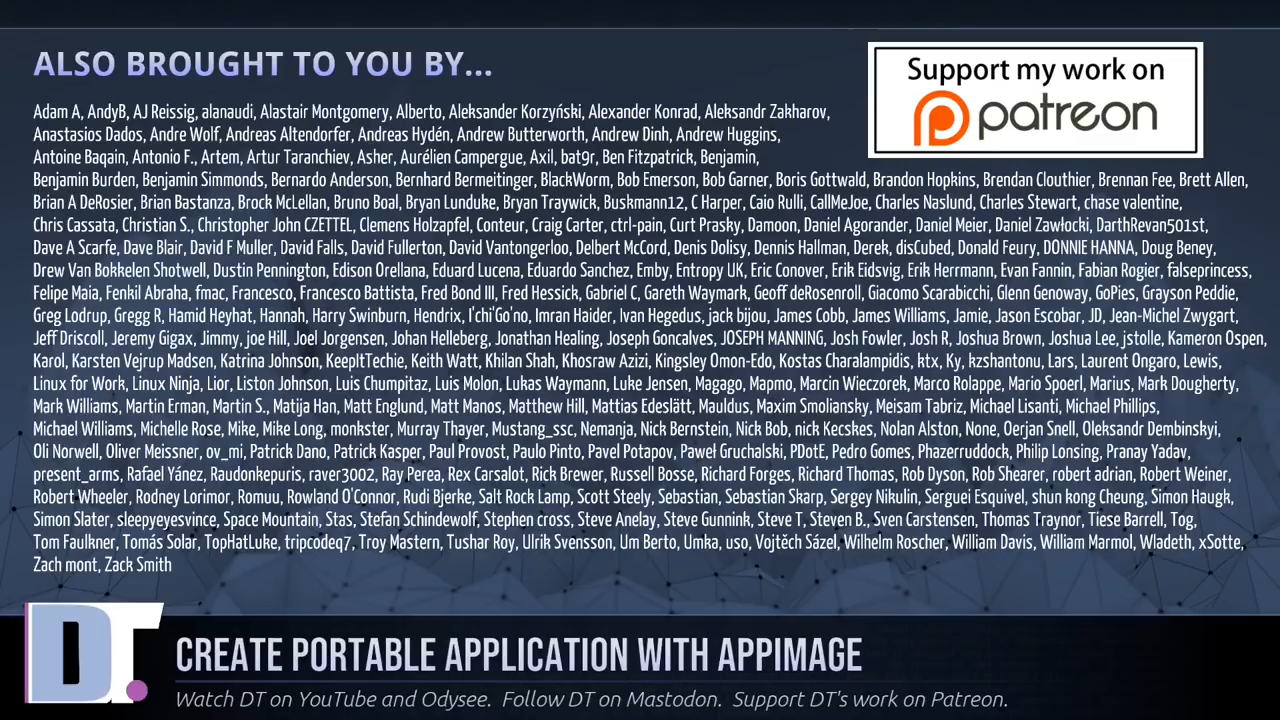 ALSO BROUGHT TO YOU BY...
Support my work on
patreon
Adam A, AndyB, AJ Reissig, alanaudi, Alastair Montgomery, Alberto, Aleksander Korzyński, Alexander Konrad, Aleksandr Zakharov,
Anastasios Dados, Andre Wolf, Andreas Altendorfer, Andreas Hydén, Andrew Butterworth, Andrew Dinh, Andrew Huggins,
Antoine Baqain, Antonio F., Artem, Artur Taranchiev, Asher, Aurélien Campergue, Axil, bat9r, Ben Fitzpatrick, Benjamin,
Benjamin Burden, Benjamin Simmonds, Bernardo Anderson, Bernhard Bermeitinger, BlackWorm, Bob Emerson, Bob Garner, Boris Gottwald, Brandon Hopkins, Brendan Clouthier, Brennan Fee, Brett Allen,
Brian A DeRosier, Brian Bastanza, Brock McLellan, Bruno Boal, Bryan Lunduke, Bryan Traywick, Buskmann12, C Harper, Caio Rulli, CallMeJoe, Charles Naslund, Charles Stewart, chase valentine,
Chris Cassata, Christian S., Christopher John CZETTEL, Clemens Holzapfel, Conteur, Craig Carter, ctrl-pain, Curt Prasky, Damoon, Daniel Agorander, Daniel Meier, Daniel Zawłocki, DarthRevan501st,
Dave A Scarfe, Dave Blair, David F Muller, David Falls, David Fullerton, David Vantongerloo, Delbert McCord, Denis Dolisy, Dennis Hallman, Derek, disCubed, Donald Feury, DONNIE HANNA, Doug Beney,
Drew Van Bokkelen Shotwell, Dustin Pennington, Edison Orellana, Eduard Lucena, Eduardo Sanchez, Emby, Entropy UK, Eric Conover, Erik Eidsvig, Erik Herrmann, Evan Fannin, Fabian Rogier, falseprincess,
Felipe Maia, Fenkil Abraha, fmac, Francesco, Francesco Battista, Fred Bond III, Fred Hessick, Gabriel C, Gareth Waymark, Geoff deRosenroll, Giacomo Scarabicchi, Glenn Genoway, GoPies, Grayson Peddie,
Greg Lodrup, Gregg R, Hamid Heyhat, Hannah, Harry Swinburn, Hendrix, I'chi'Go'no, Imran Haider, Ivan Hegedus, jack bijou, James Cobb, James Williams, Jamie, Jason Escobar, JD, Jean-Michel Zwygart,
Jeff Driscoll, Jeremy Gigax, Jimmy, joe Hill, Joel Jorgensen, Johan Helleberg, Jonathan Healing, Joseph Goncalves, JOSEPH MANNING, Josh Fowler, Josh R, Joshua Brown, Joshua Lee, jstolle, Kameron Ospen,
Karol, Karsten Vejrup Madsen, Katrina Johnson, KeepItTechie, Keith Watt, Khilan Shah, Khosraw Azizi, Kingsley Omon-Edo, Kostas Charalampidis, ktx, Ky, kzshantonu, Lars, Laurent Ongaro, Lewis,
Linux for Work, Linux Ninja, Lior, Liston Johnson, Luis Chumpitaz, Luis Molon, Lukas Waymann, Luke Jensen, Magago, Mapmo, Marcin Wieczorek, Marco Rolappe, Mario Spoerl, Marius, Mark Dougherty,
Mark Williams, Martin Erman, Martin S., Matija Han, Matt Englund, Matt Manos, Matthew Hill, Mattias Edeslätt, Mauldus, Maxim Smoliansky, Meisam Tabriz, Michael Lisanti, Michael Phillips,
Michael Williams, Michelle Rose, Mike, Mike Long, monkster, Murray Thayer, Mustang_ssc, Nemanja, Nick Bernstein, Nick Bob, nick Kecskes, Nolan Alston, None, Oerjan Snell, Oleksandr Dembinskyi,
Oli Norwell, Oliver Meissner, ov_mi, Patrick Dano, Patrick Kasper, Paul Provost, Paulo Pinto, Pavel Potapov, Paweł Gruchalski, PDotE, Pedro Gomes, Phazerruddock, Philip Lonsing, Pranay Yadav,
present_arms, Rafael Yánez, Raudonkepuris, raver3002, Ray Perea, Rex Carsalot, Rick Brewer, Russell Bosse, Richard Forges, Richard Thomas, Rob Dyson, Rob Shearer, robert adrian, Robert Weiner,
Robert Wheeler, Rodney Lorimor, Romuu, Rowland O'Connor, Rudi Bjerke, Salt Rock Lamp, Scott Steely, Sebastian, Sebastian Skarp, Sergey Nikulin, Serguei Esquivel, shun kong Cheung, Simon Haugk,
Simon Slater, sleepyeyesvince, Space Mountain, Stas, Stefan Schindewolf, Stephen cross, Steve Anelay, Steve Gunnink, Steve T, Steven B., Sven Carstensen, Thomas Traynor, Tiese Barrell, Tog,
Tom Faulkner, Tomás Solar, TopHatLuke, tripcodeq7, Troy Mastern, Tushar Roy, Ulrik Svensson, Um Berto, Umka, uso, Vojtěch Sázel, Wilhelm Roscher, William Davis, William Marmol, Wladeth, xSotte,
Zach mont, Zack Smith
DT.
CREATE PORTABLE APPLICATION WITH APPIMAGE
Watch DT on YouTube and Odysee. Follow DT on Mastodon. Support DT's work on Patreon.